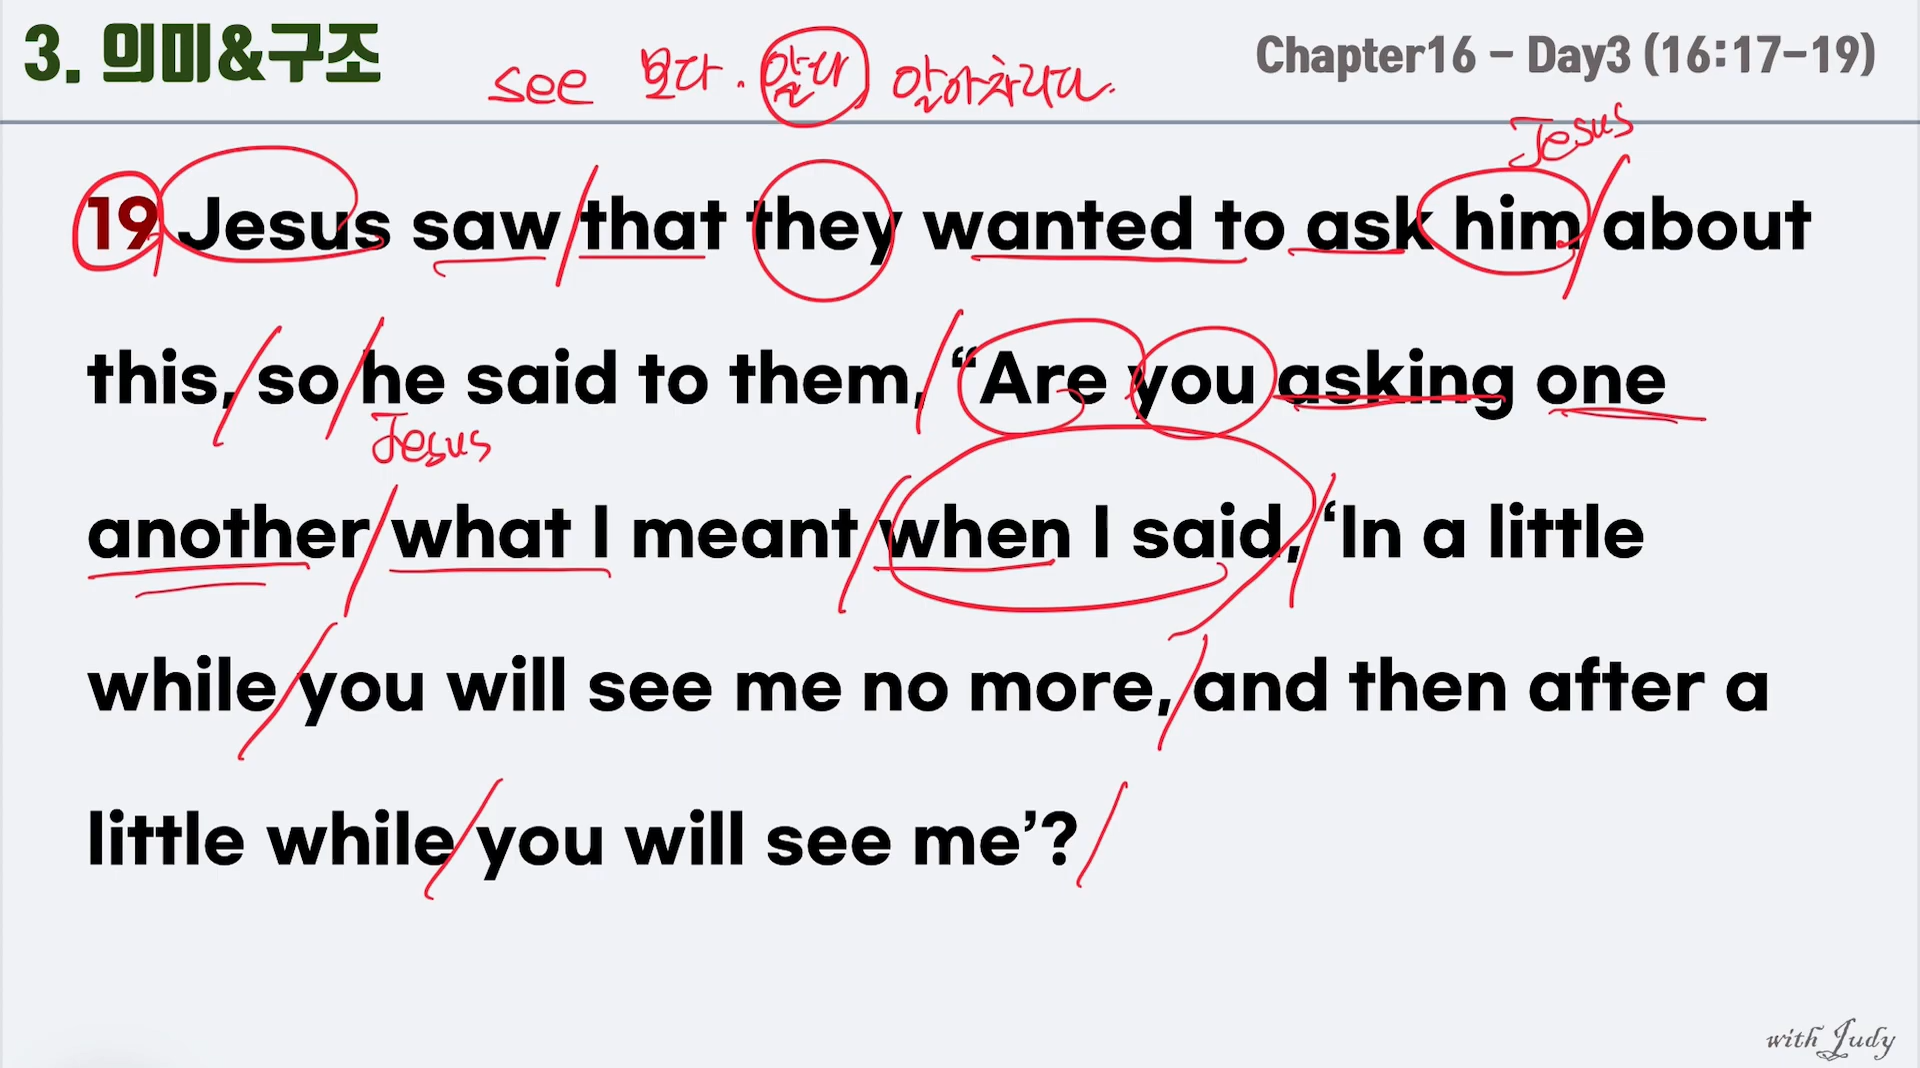 3. 의미&구조
Chapter16 – Day3 (16:17-19)
see 보다. 알다, 알아차리다.
Jesus
19 Jesus saw that they wanted to ask him about
this, so he said to them, “Are you asking one
Jesus
another what I meant when I said, ‘In a little
while you will see me no more, and then after a
little while you will see me’?
with Judy